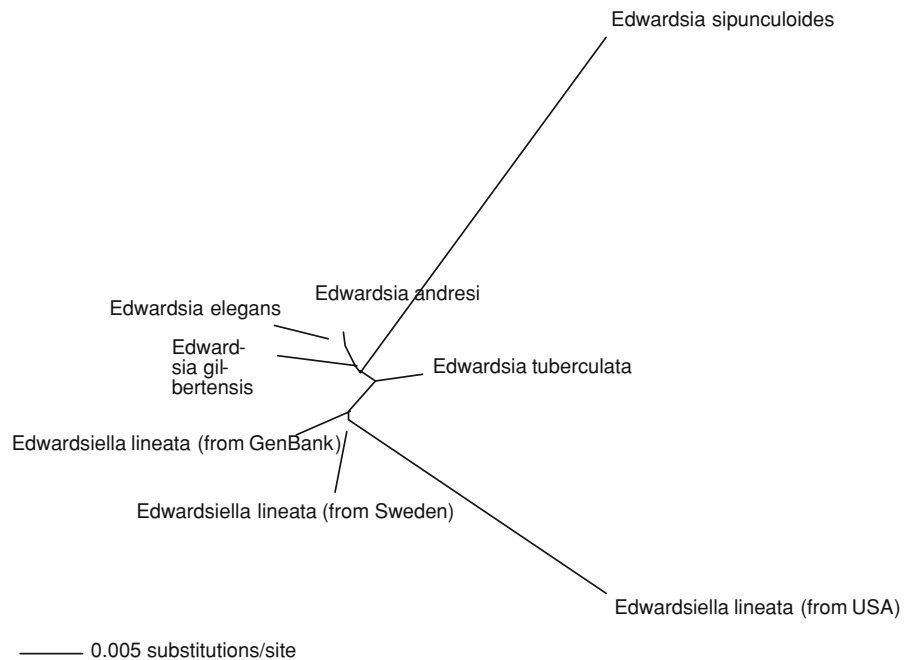 Edwardsia sipunculoides
Edwardsia andresi
Edwardsia elegans
Edward-
sia gil-
bertensis
Edwardsia tuberculata
Edwardsiella lineata (from GenBank)
Edwardsiella lineata (from Sweden)
Edwardsiella lineata (from USA)
0.005 substitutions/site